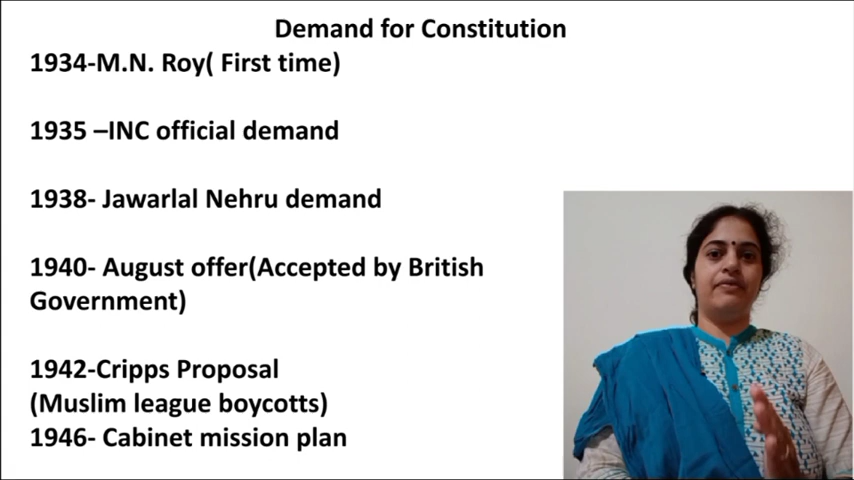 Demand for Constitution
1934-M.N. Roy( First time)
1935 –INC official demand
1938- Jawarlal Nehru demand
1940- August offer(Accepted by British
Government)
1942-Cripps Proposal
(Muslim league boycotts)
1946- Cabinet mission plan